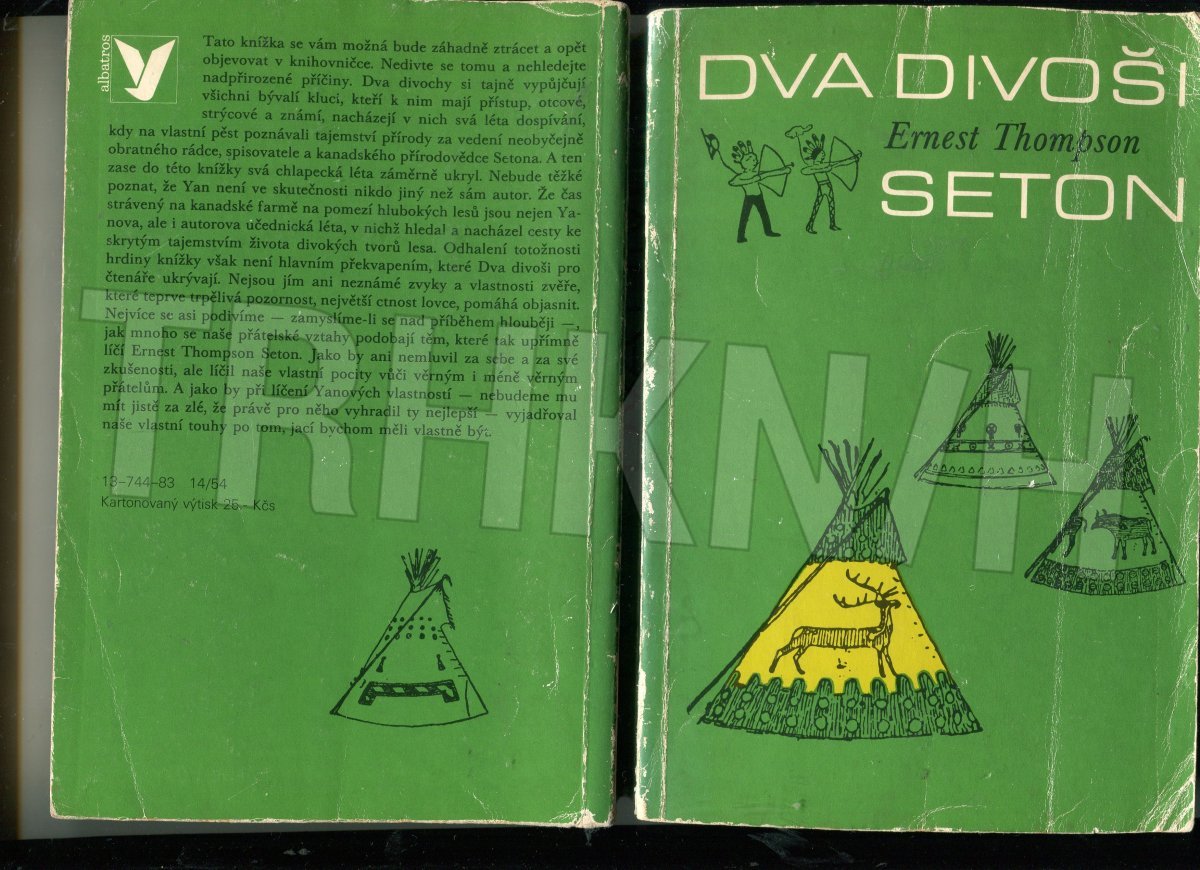 albatros
Tato knížka se vám možná bude záhadně ztrácet a opět
objevovat v knihovničce. Nedivte se tomu a nehledejte
nadpřirozené příčiny. Dva divochy si tajně vypůjčují
všichni bývalí kluci, kteří k nim mají přístup, otcové,
strýcové a známí, nacházejí v nich svá léta dospívání,
kdy na vlastní pěst poznávali tajemství přírody za vedení neobyčejně
obratného rádce, spisovatele a kanadského přírodovědce Setona. A ten
zase do této knížky svá chlapecká léta záměrně ukryl. Nebude těžké
poznat, že Yan není ve skutečnosti nikdo jiný než sám autor. Že čas
strávený na kanadské farmě na pomezí hlubokých lesů jsou nejen Ya-
nova, ale i autorova učednická léta, v nichž hledal a nacházel cesty ke
skrytým tajemstvím života divokých tvorů lesa. Odhalení totožnosti
hrdiny knížky však není hlavním překvapením, které Dva divoši pro
čtenáře ukrývají. Nejsou jím ani neznámé zvyky a vlastnosti zvěře,
které teprve trpělivá pozornost, největší ctnost lovce, pomáhá objasnit.
Nejvíce se asi podivíme — zamyslíme-li se nad příběhem hlouběji —,
jak mnoho se naše přátelské vztahy podobají těm, které tak upřímně
líčí Ernest Thompson Seton. Jako by ani nemluvil za sebe a za své
zkušenosti, ale líčil naše vlastní pocity vůči věrným i méně věrným
přátelům. A jako by při líčení Yanových vlastností — nebudeme mu
mít jistě za zlé, že právě pro něho vyhradil ty nejlepší — vyjadřoval
naše vlastní touhy po tom, jací bychom měli vlastně být.
13-744-83 14/54
Kartonovaný výtisk 25,- Kčs
DVA DIVOŠI
Ernest Thompson
SETON
TRHKNIH